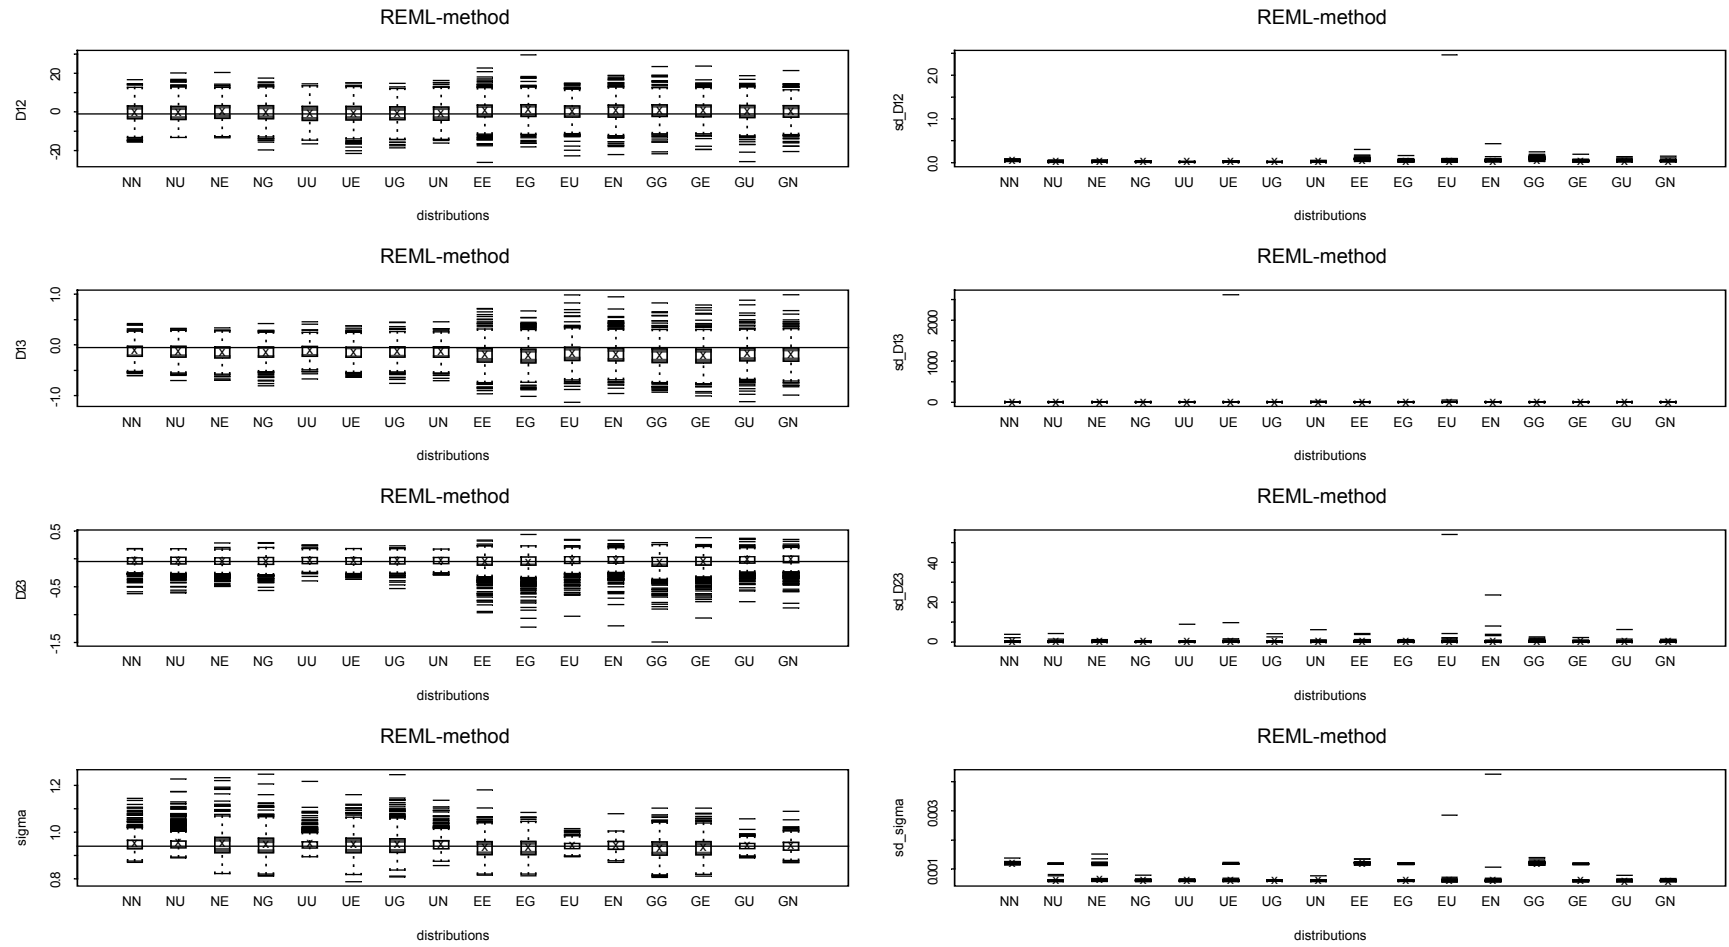 REML-method
D12
20
0
-20
NN NU NE NG UU UE UG UN EE EG EU EN GG GE GU GN
distributions
REML-method
sd_D12
2.0
1.0
0.0
NN NU NE NG UU UE UG UN EE EG EU EN GG GE GU GN
distributions
REML-method
D13
1.0
0.0
-1.0
NN NU NE NG UU UE UG UN EE EG EU EN GG GE GU GN
distributions
REML-method
sd_D13
2000
1000
0
NN NU NE NG UU UE UG UN EE EG EU EN GG GE GU GN
distributions
REML-method
D23
0.5
-0.5
-1.5
NN NU NE NG UU UE UG UN EE EG EU EN GG GE GU GN
distributions
REML-method
sd_D23
40
20
0
NN NU NE NG UU UE UG UN EE EG EU EN GG GE GU GN
distributions
REML-method
sigma
1.2
1.0
0.8
NN NU NE NG UU UE UG UN EE EG EU EN GG GE GU GN
distributions
REML-method
sd_sigma
0.003
0.001
NN NU NE NG UU UE UG UN EE EG EU EN GG GE GU GN
distributions